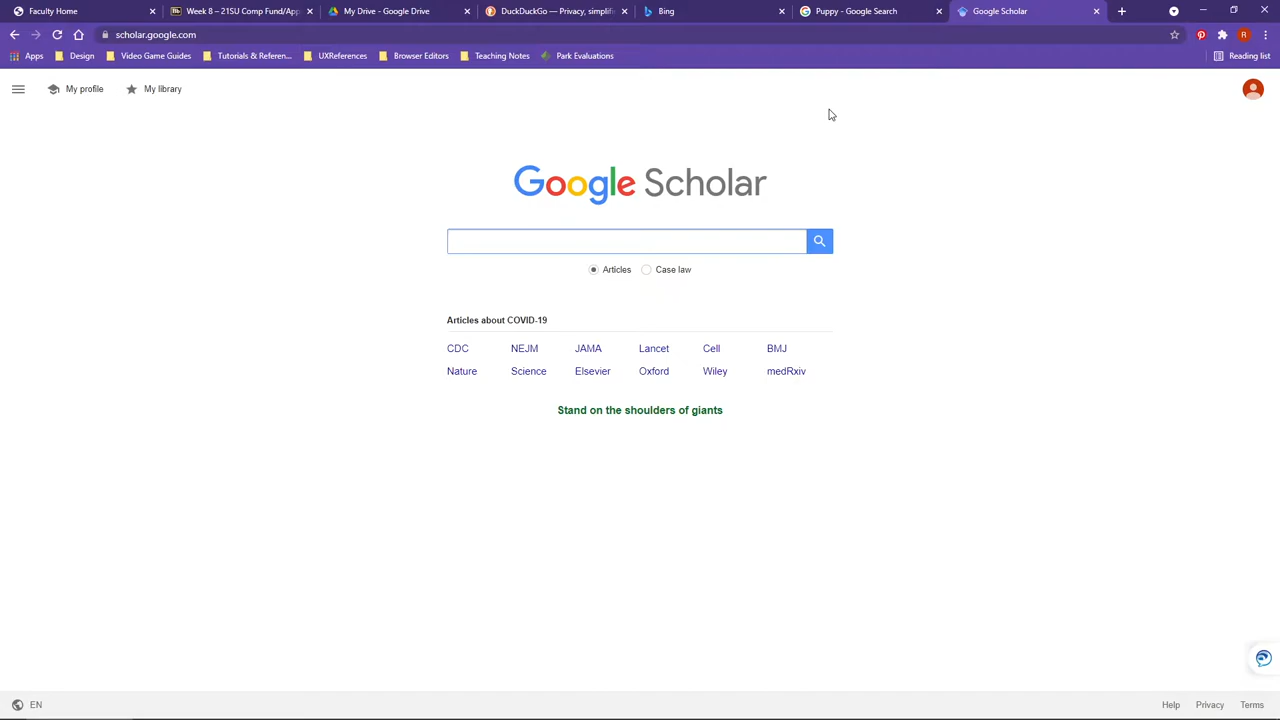 Faculty Home
Week 8 – 21SU Comp Fund/App
My Drive - Google Drive
DuckDuckGo — Privacy, simplifi
Bing
Puppy - Google Search
Google Scholar
scholar.google.com
R
Apps
Design
Video Game Guides
Tutorials & Referen...
UXReferences
Browser Editors
Teaching Notes
Park Evaluations
Reading list
My profile
My library
Google Scholar
Articles
Case law
Articles about COVID-19
CDC NEJM JAMA Lancet Cell BMJ
Nature Science Elsevier Oxford Wiley medRxiv
Stand on the shoulders of giants
EN
Help Privacy Terms